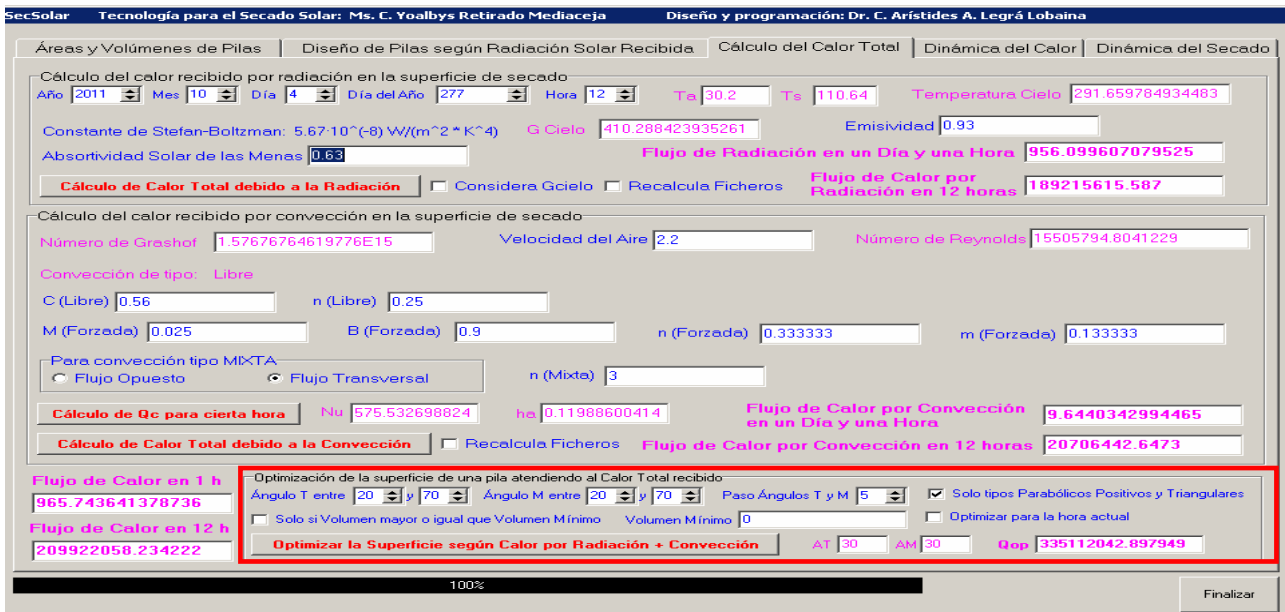 SecSolar Tecnología para el Secado Solar: Ms. C. Yoalbys Retirado Mediaceja Diseño y programación: Dr. C. Arístides A. Legrá Lobaina
Áreas y Volúmenes de Pilas Diseño de Pilas según Radiación Solar Recibida Cálculo del Calor Total Dinámica del Calor Dinámica del Secado
Cálculo del calor recibido por radiación en la superficie de secado
Año 2011 Mes 10 Día 4 Día del Año 277 Hora 12 Ta 30.2 Ts 110.64 Temperatura Cielo 291.659784934483
Constante de Stefan-Boltzman: 5.67·10^(-8) W/(m^2 * K^4) G Cielo 410.288423935261 Emisividad 0.93
Absortividad Solar de las Menas 0.63 Flujo de Radiación en un Día y una Hora 956.099607079525
Cálculo de Calor Total debido a la Radiación Considera Gcielo Recalcula Ficheros Flujo de Calor por Radiación en 12 horas 189215615.587
Cálculo del calor recibido por convección en la superficie de secado
Número de Grashof 1.57676764619776E15 Velocidad del Aire 2.2 Número de Reynolds 15505794.8041229
Convección de tipo: Libre
C (Libre) 0.56 n (Libre) 0.25
M (Forzada) 0.025 B (Forzada) 0.9 n (Forzada) 0.333333 m (Forzada) 0.133333
Para convección tipo MIXTA
Flujo Opuesto Flujo Transversal n (Mixta) 3
Cálculo de Qc para cierta hora Nu 575.532698824 ha 0.11988600414 Flujo de Calor por Convección en un Día y una Hora 9.6440342994465
Cálculo de Calor Total debido a la Convección Recalcula Ficheros Flujo de Calor por Convección en 12 horas 20706442.6473
Flujo de Calor en 1 h
965.743641378736
Flujo de Calor en 12 h
209922058.234222
Optimización de la superficie de una pila atendiendo al Calor Total recibido
Ángulo T entre 20 y 70 Ángulo M entre 20 y 70 Paso Ángulos T y M 5 Solo tipos Parabólicos Positivos y Triangulares
Solo si Volumen mayor o igual que Volumen Mínimo Volumen Mínimo 0 Optimizar para la hora actual
Optimizar la Superficie según Calor por Radiación + Convección AT 30 AM 30 Qop 335112042.897949
100%
Finalizar